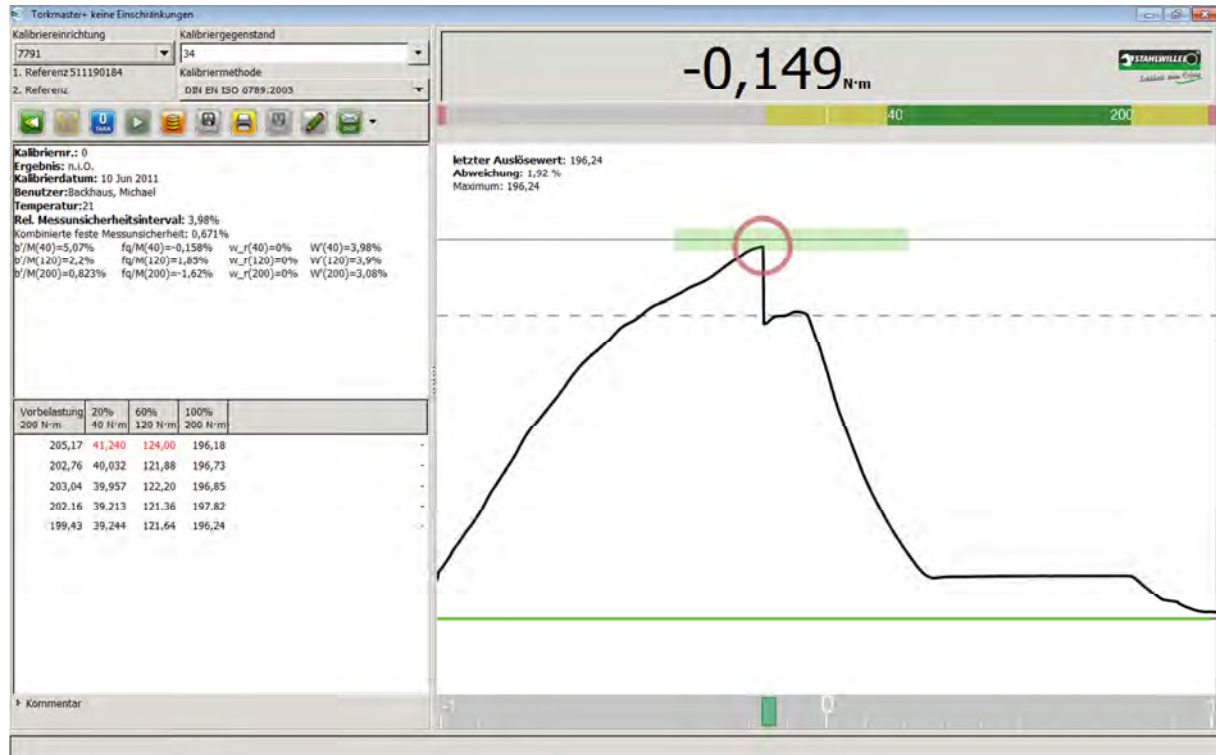 Torkmaster+ keine Einschränkungen
Kalibriereinrichtung Kalibriergegenstand
7791 34
1. Referenz 511190184 Kalibriermethode
2. Referenz DIN EN ISO 6789:2003
0
TARA
Kalibriernr.: 0
Ergebnis: n.i.O.
Kalibrierdatum: 10 Jun 2011
Benutzer:Backhaus, Michael
Temperatur:21
Rel. Messunsicherheitsinterval: 3,98%
Kombinierte feste Messunsicherheit: 0,671%
b'/M(40)=5,07% fq/M(40)=-0,158% w_r(40)=0% W'(40)=3,98%
b'/M(120)=2,2% fq/M(120)=1,85% w_r(120)=0% W'(120)=3,9%
b'/M(200)=0,823% fq/M(200)=-1,62% w_r(200)=0% W'(200)=3,08%
Vorbelastung 20% 60% 100%
200 N·m 40 N·m 120 N·m 200 N·m
205,17 41,240 124,00 196,18 -
202,76 40,032 121,88 196,73 -
203,04 39,957 122,20 196,85 -
202,16 39,213 121,36 197,82 -
199,43 39,244 121,64 196,24 -
Kommentar
-0,149 N·m
STAHLWILLE
40 200
letzter Auslösewert: 196,24
Abweichung: 1,92 %
Maximum: 196,24
-1 0 1